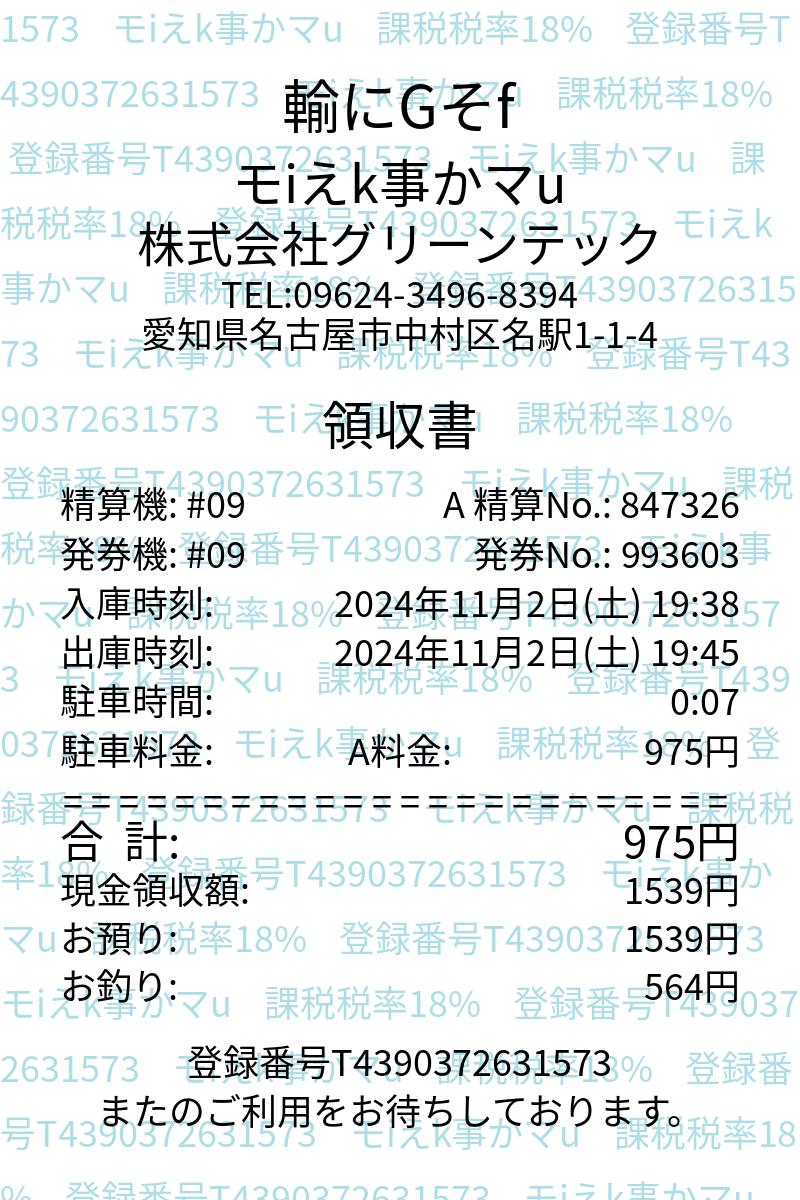 輸にGそf
モiえk事かマu
株式会社グリーンテック
TEL:09624-3496-8394
愛知県名古屋市中村区名駅1-1-4
領収書
精算機: #09 A 精算No.: 847326
発券機: #09 発券No.: 993603
入庫時刻: 2024年11月2日(土) 19:38
出庫時刻: 2024年11月2日(土) 19:45
駐車時間: 0:07
駐車料金: A料金: 975円
========================
合 計: 975円
現金領収額: 1539円
お預り: 1539円
お釣り: 564円
登録番号T4390372631573
またのご利用をお待ちしております。
1573 モiえk事かマu 課税税率18% 登録番号T
4390372631573 モiえk事かマu 課税税率18%
登録番号T4390372631573 モiえk事かマu 課
税税率18% 登録番号T4390372631573 モiえk
事かマu 課税税率18% 登録番号T43903726315
73 モiえk事かマu 課税税率18% 登録番号T43
90372631573 モiえk事かマu 課税税率18%
登録番号T4390372631573 モiえk事かマu 課税
税率18% 登録番号T4390372631573 モiえk事
かマu 課税税率18% 登録番号T439037263157
3 モiえk事かマu 課税税率18% 登録番号T439
0372631573 モiえk事かマu 課税税率18% 登
録番号T4390372631573 モiえk事かマu 課税税
率18% 登録番号T4390372631573 モiえk事か
マu 課税税率18% 登録番号T4390372631573
モiえk事かマu 課税税率18% 登録番号T439037
2631573 モiえk事かマu 課税税率18% 登録番
号T4390372631573 モiえk事かマu 課税税率18
% 登録番号T4390372631573 モiえk事かマu